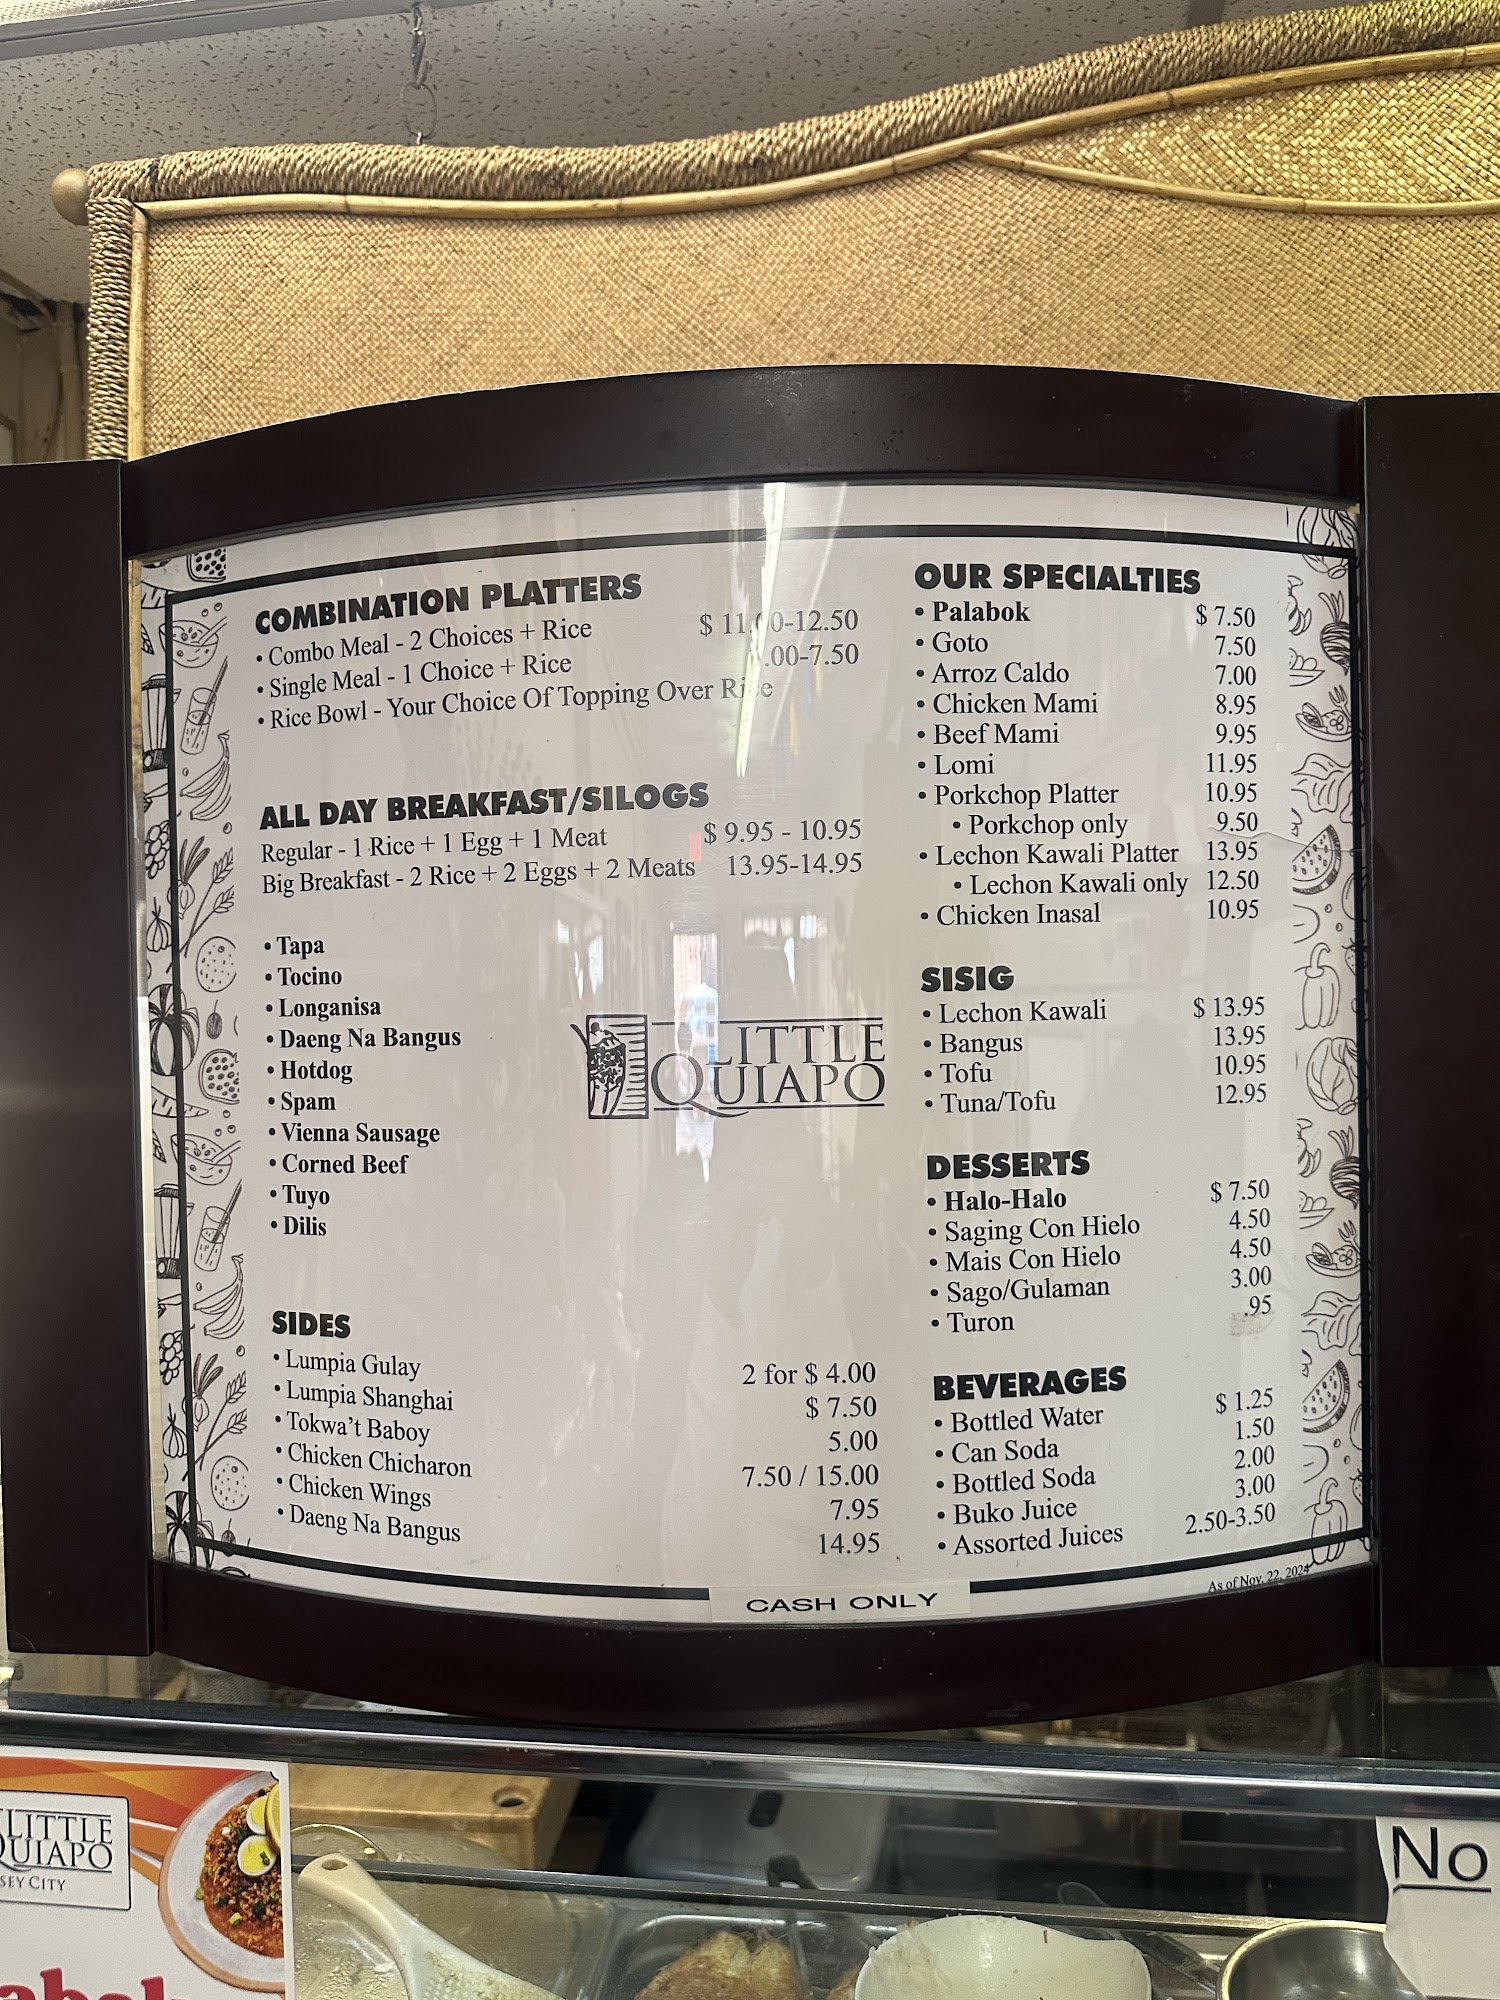 COMBINATION PLATTERS
• Combo Meal - 2 Choices + Rice
• Single Meal - 1 Choice + Rice .00-7.50
• Rice Bowl - Your Choice Of Topping Over Rice
ALL DAY BREAKFAST/SILOGS
Regular - 1 Rice + 1 Egg + 1 Meat $ 9.95 - 10.95
Big Breakfast - 2 Rice + 2 Eggs + 2 Meats 13.95-14.95
• Tapa
• Tocino
• Longanisa
• Daeng Na Bangus
• Hotdog
• Spam
• Vienna Sausage
• Corned Beef
• Tuyo
• Dilis
LITTLE
QUIAPO
SIDES
• Lumpia Gulay 2 for $ 4.00
• Lumpia Shanghai $ 7.50
• Tokwa't Baboy 5.00
• Chicken Chicharon 7.50 / 15.00
• Chicken Wings 7.95
• Daeng Na Bangus 14.95
OUR SPECIALTIES
• Palabok $ 7.50
• Goto 7.50
• Arroz Caldo 7.00
• Chicken Mami 8.95
• Beef Mami 9.95
• Lomi 11.95
• Porkchop Platter 10.95
• Porkchop only 9.50
• Lechon Kawali Platter 13.95
• Lechon Kawali only 12.50
• Chicken Inasal 10.95
SISIG
• Lechon Kawali $ 13.95
• Bangus 13.95
• Tofu 10.95
• Tuna/Tofu 12.95
DESSERTS
• Halo-Halo $ 7.50
• Saging Con Hielo 4.50
• Mais Con Hielo 4.50
• Sago/Gulaman 3.00
• Turon .95
BEVERAGES
• Bottled Water $ 1.25
• Can Soda 1.50
• Bottled Soda 2.00
• Buko Juice 3.00
• Assorted Juices 2.50-3.50
As of Nov. 22, 2024
CASH ONLY
LITTLE
QUIAPO
SEY CITY
No